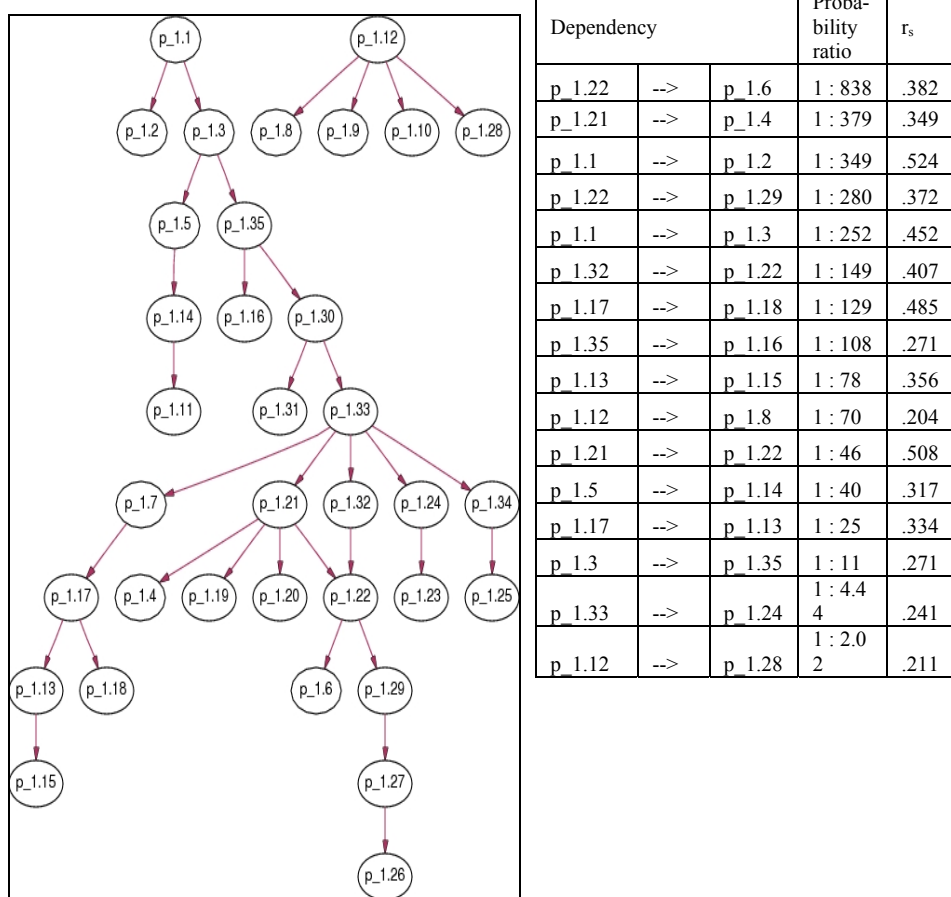 p_1.1 p_1.12
p_1.2 p_1.3 p_1.8 p_1.9 p_1.10 p_1.28
p_1.5 p_1.35
p_1.14 p_1.16 p_1.30
p_1.11 p_1.31 p_1.33
p_1.7 p_1.21 p_1.32 p_1.24 p_1.34
p_1.17 p_1.4 p_1.19 p_1.20 p_1.22 p_1.23 p_1.25
p_1.13 p_1.18 p_1.6 p_1.29
p_1.15 p_1.27
p_1.26
Dependency Proba-
bility
ratio rs
p_1.22 --> p_1.6 1 : 838 .382
p_1.21 --> p_1.4 1 : 379 .349
p_1.1 --> p_1.2 1 : 349 .524
p_1.22 --> p_1.29 1 : 280 .372
p_1.1 --> p_1.3 1 : 252 .452
p_1.32 --> p_1.22 1 : 149 .407
p_1.17 --> p_1.18 1 : 129 .485
p_1.35 --> p_1.16 1 : 108 .271
p_1.13 --> p_1.15 1 : 78 .356
p_1.12 --> p_1.8 1 : 70 .204
p_1.21 --> p_1.22 1 : 46 .508
p_1.5 --> p_1.14 1 : 40 .317
p_1.17 --> p_1.13 1 : 25 .334
p_1.3 --> p_1.35 1 : 11 .271
1 : 4.4
p_1.33 --> p_1.24 4 .241
1 : 2.0
p_1.12 --> p_1.28 2 .211